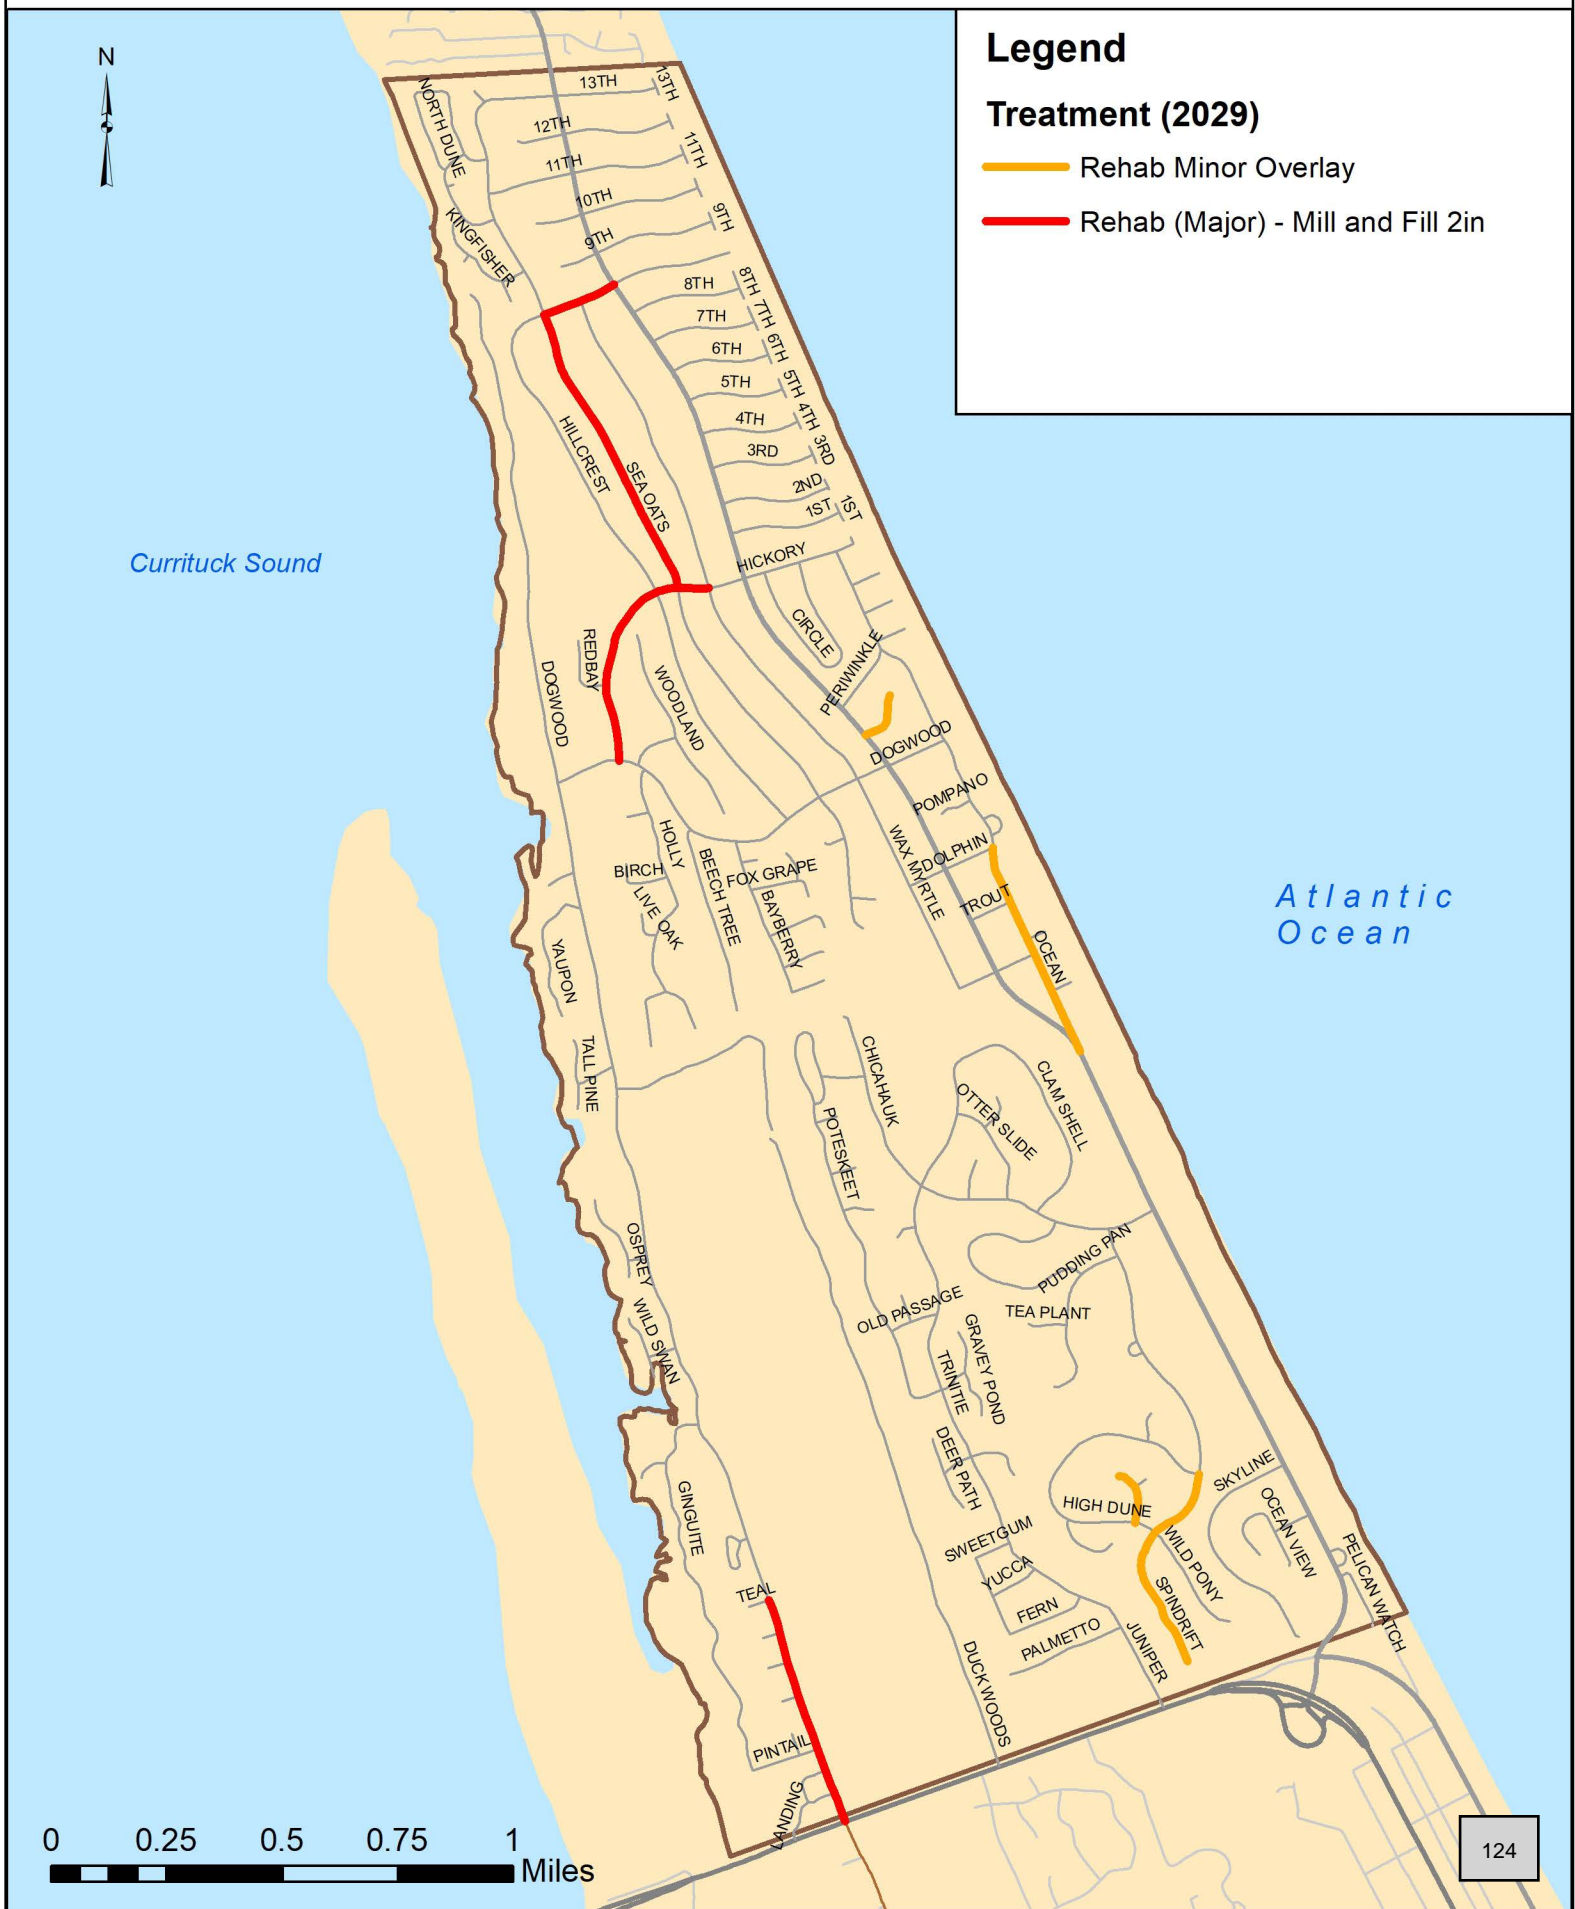 Legend
Treatment (2029)
Rehab Minor Overlay
Rehab (Major) - Mill and Fill 2in
N
13TH
13TH
NORTH DUNE
12TH
11TH
11TH
10TH
9TH
9TH
KINGFISHER
8TH
8TH
7TH
7TH
6TH
6TH
5TH
5TH
4TH
4TH
3RD
3RD
2ND
1ST
1ST
HILLCREST
SEA OATS
HICKORY
Currituck Sound
CIRCLE
PERIWINKLE
REDBAY
DOGWOOD
WOODLAND
DOGWOOD
POMPANO
DOLPHIN
WAX MYRTLE
TROUT
OCEAN
HOLLY
BIRCH
LIVE OAK
BEECH TREE
FOX GRAPE
BAYBERRY
Atlantic
Ocean
YAUPON
TALL PINE
CHICAHAUK
POTESKEET
OTTER SLIDE
CLAM SHELL
OSPREY
WILD SWAN
PUDDING PAN
OLD PASSAGE
TEA PLANT
GRAVEY POND
TRINITIE
DEER PATH
GINGUITE
HIGH DUNE
SKYLINE
OCEAN VIEW
WILD PONY
SPINDRIFT
PELICAN WATCH
SWEETGUM
YUCCA
FERN
PALMETTO
JUNIPER
DUCK WOODS
TEAL
PINTAIL
LANDING
0 0.25 0.5 0.75 1
Miles
124